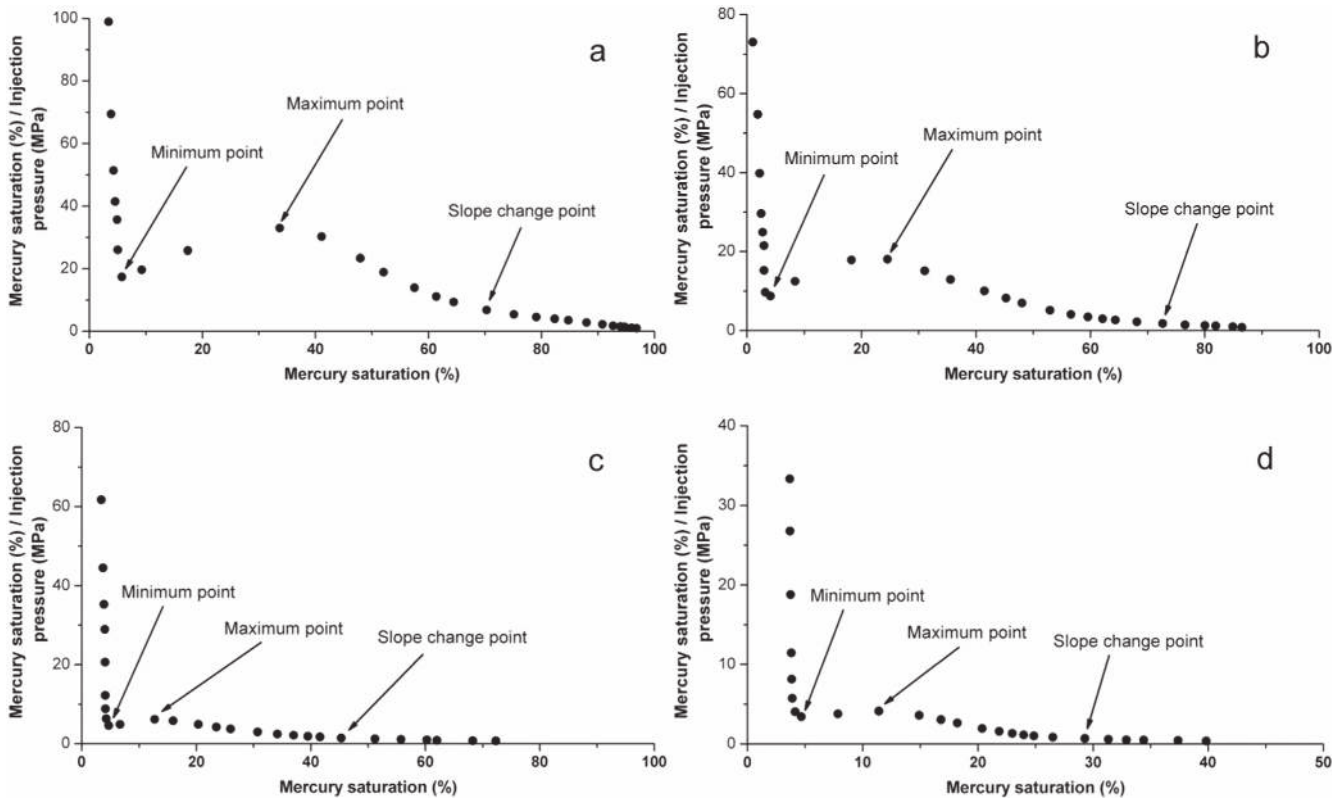 a
Mercury saturation (%) / Injection
pressure (MPa)
100
80
60
40
20
0
Maximum point
Minimum point
Slope change point
0 20 40 60 80 100
Mercury saturation (%)
b
Mercury saturation (%) / Injection
pressure (MPa)
80
60
40
20
0
Maximum point
Minimum point
Slope change point
0 20 40 60 80 100
Mercury saturation (%)
c
Mercury saturation (%) / Injection
pressure (MPa)
80
60
40
20
0
Minimum point
Maximum point
Slope change point
0 20 40 60 80 100
Mercury saturation (%)
d
Mercury saturation (%) / Injection
pressure (MPa)
40
30
20
10
0
Minimum point
Maximum point
Slope change point
0 10 20 30 40 50
Mercury saturation (%)